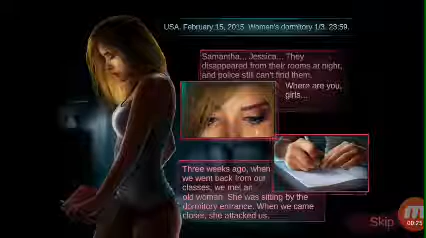 USA. February 15, 2015. Women's dormitory 1/3. 23:59.
Samantha... Jessica... They
disappeared from their rooms at night,
and police still can't find them.
Where are you,
girls...
Three weeks ago, when
we went back from our
classes, we met an
old woman. She was sitting by the
dormitory entrance. When we came
closer, she attacked us.
Skip
00:25